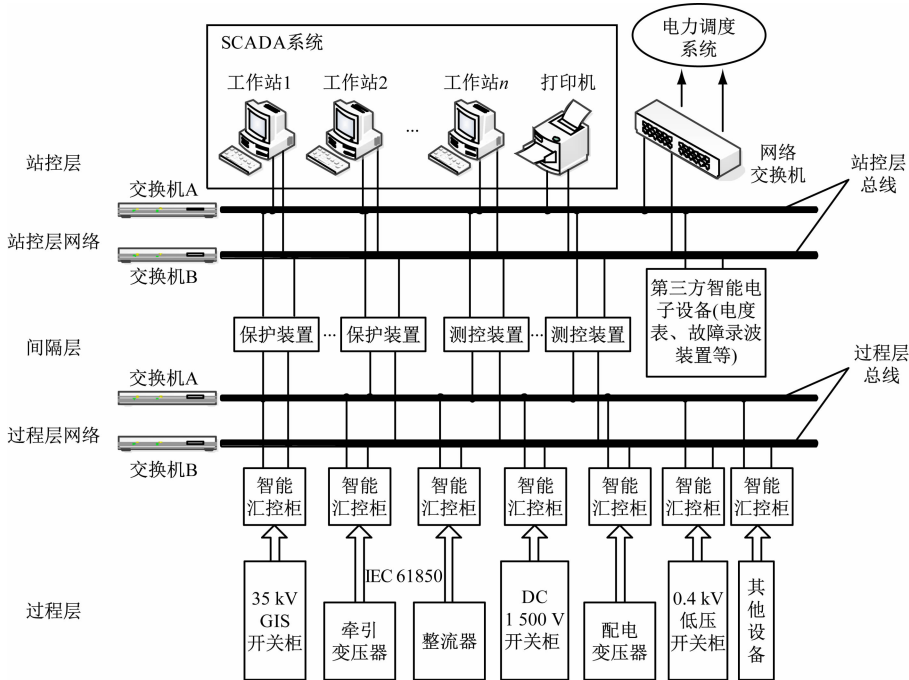 电力调度
系统
SCADA系统
工作站1
工作站2
...
工作站n
打印机
站控层
网络
交换机
站控层
总线
交换机A
站控层网络
交换机B
第三方智能电
子设备(电度
表、故障录波
装置等)
保护装置
...
保护装置
测控装置
...
测控装置
间隔层
过程层
总线
交换机A
过程层网络
交换机B
智能
汇控柜
智能
汇控柜
智能
汇控柜
智能
汇控柜
智能
汇控柜
智能
汇控柜
智能
汇控柜
IEC 61850
过程层
35 kV
GIS
开关柜
牵引
变压器
整流器
DC
1 500 V
开关柜
配电
变压器
0.4 kV
低压
开关柜
其他设备